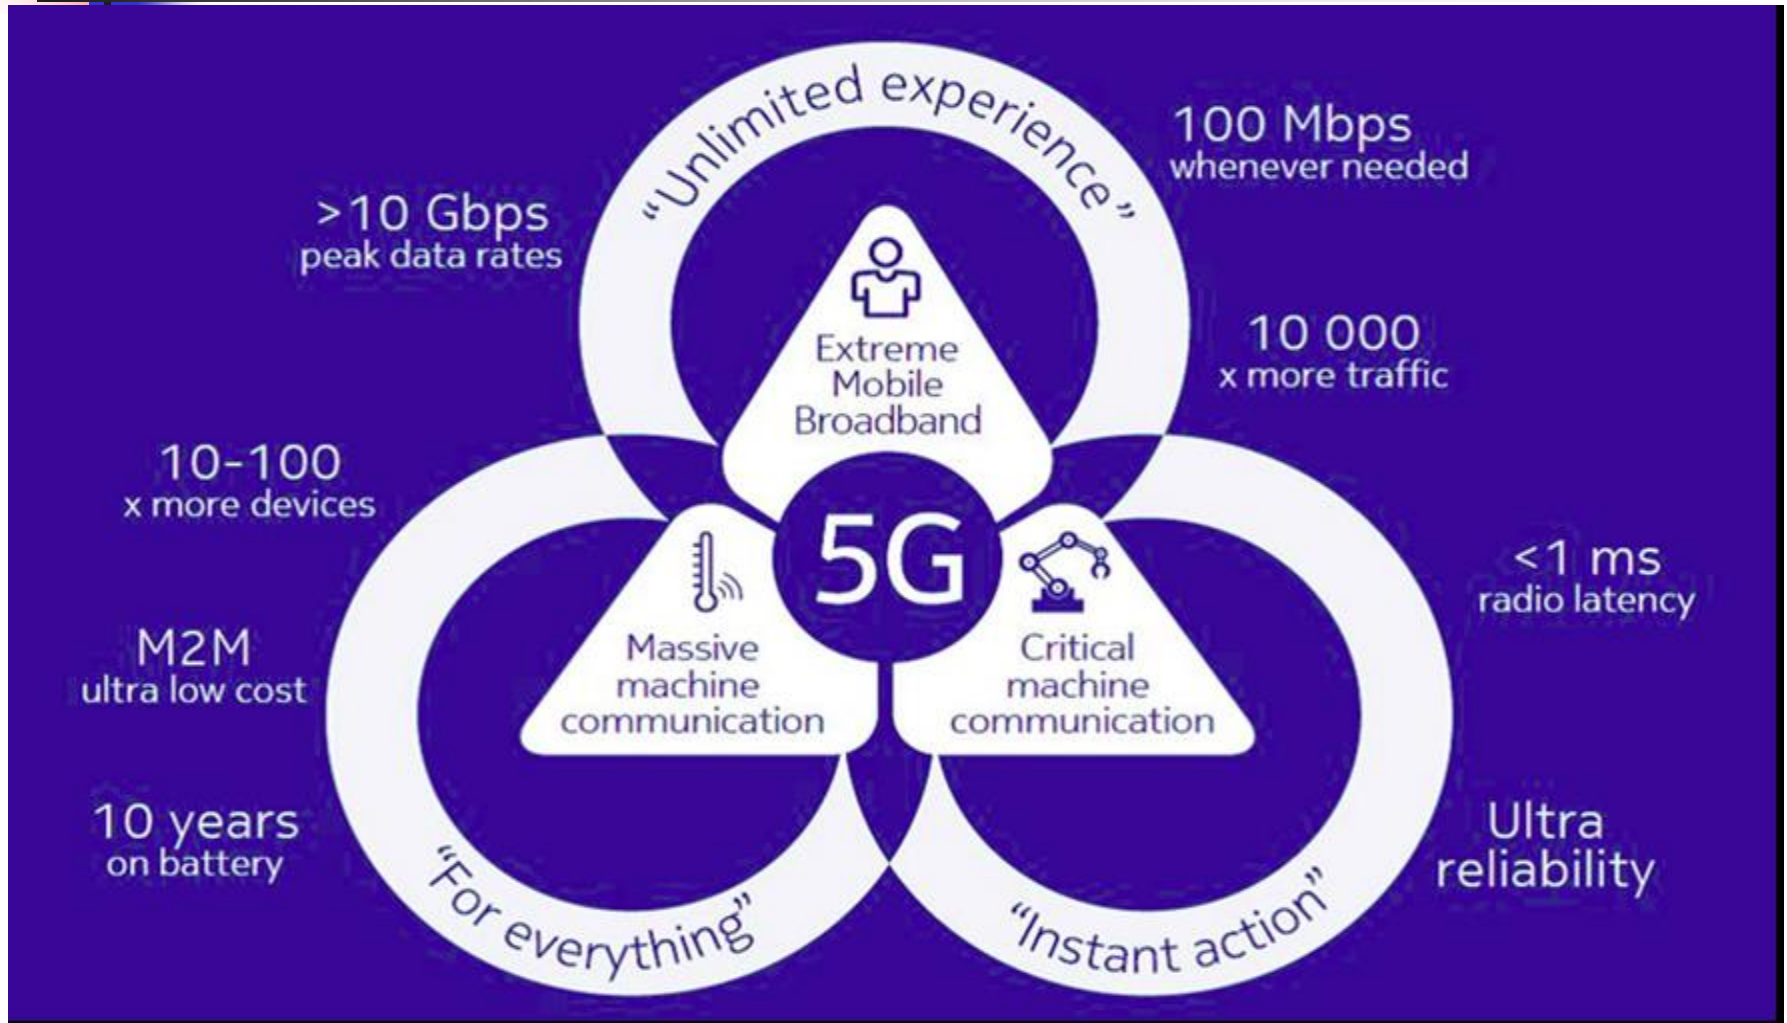 “Unlimited experience”
100 Mbps
whenever needed
>10 Gbps
peak data rates
10 000
x more traffic
Extreme
Mobile
Broadband
10-100
x more devices
5G
<1 ms
radio latency
M2M
ultra low cost
Massive
machine
communication
Critical
machine
communication
10 years
on battery
Ultra
reliability
“For everything”
“Instant action”